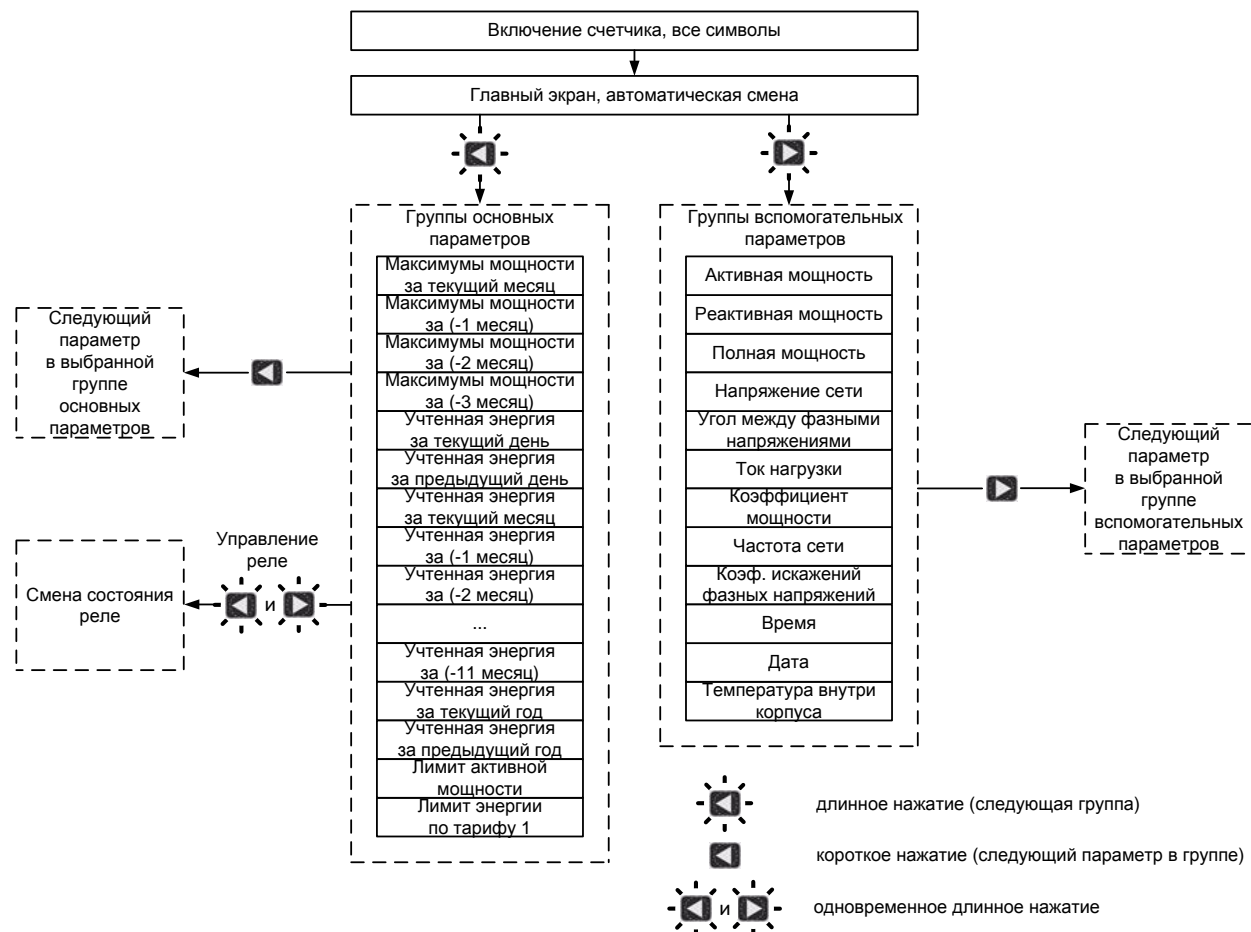 Включение счетчика, все символы
Главный экран, автоматическая смена
Группы основных
параметров
Максимумы мощности
за текущий месяц
Максимумы мощности
за (-1 месяц)
Максимумы мощности
за (-2 месяц)
Максимумы мощности
за (-3 месяц)
Учтенная энергия
за текущий день
Учтенная энергия
за предыдущий день
Учтенная энергия
за текущий месяц
Учтенная энергия
за (-1 месяц)
Учтенная энергия
за (-2 месяц)
...
Учтенная энергия
за (-11 месяц)
Учтенная энергия
за текущий год
Учтенная энергия
за предыдущий год
Лимит активной
мощности
Лимит энергии
по тарифу 1
Следующий
параметр
в выбранной
группе
основных
параметров
Управление
реле
и
Смена состояния
реле
Группы вспомогательных
параметров
Активная мощность
Реактивная мощность
Полная мощность
Напряжение сети
Угол между фазными
напряжениями
Ток нагрузки
Коэффициент
мощности
Частота сети
Коэф. искажений
фазных напряжений
Время
Дата
Температура внутри
корпуса
Следующий
параметр
в выбранной
группе
вспомогательных
параметров
длинное нажатие (следующая группа)
короткое нажатие (следующий параметр в группе)
и
одновременное длинное нажатие